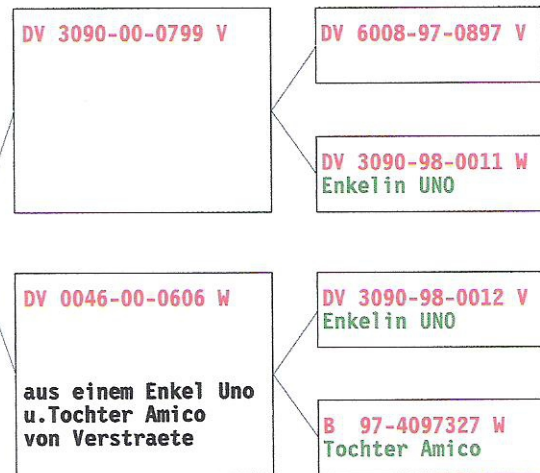 DV 3090-00-0799 V
DV 6008-97-0897 V
DV 3090-98-0011 W
Enkelin UNO
DV 0046-00-0606 W
aus einem Enkel Uno
u.Tochter Amico
von Verstraete
DV 3090-98-0012 V
Enkelin UNO
B 97-4097327 W
Tochter Amico